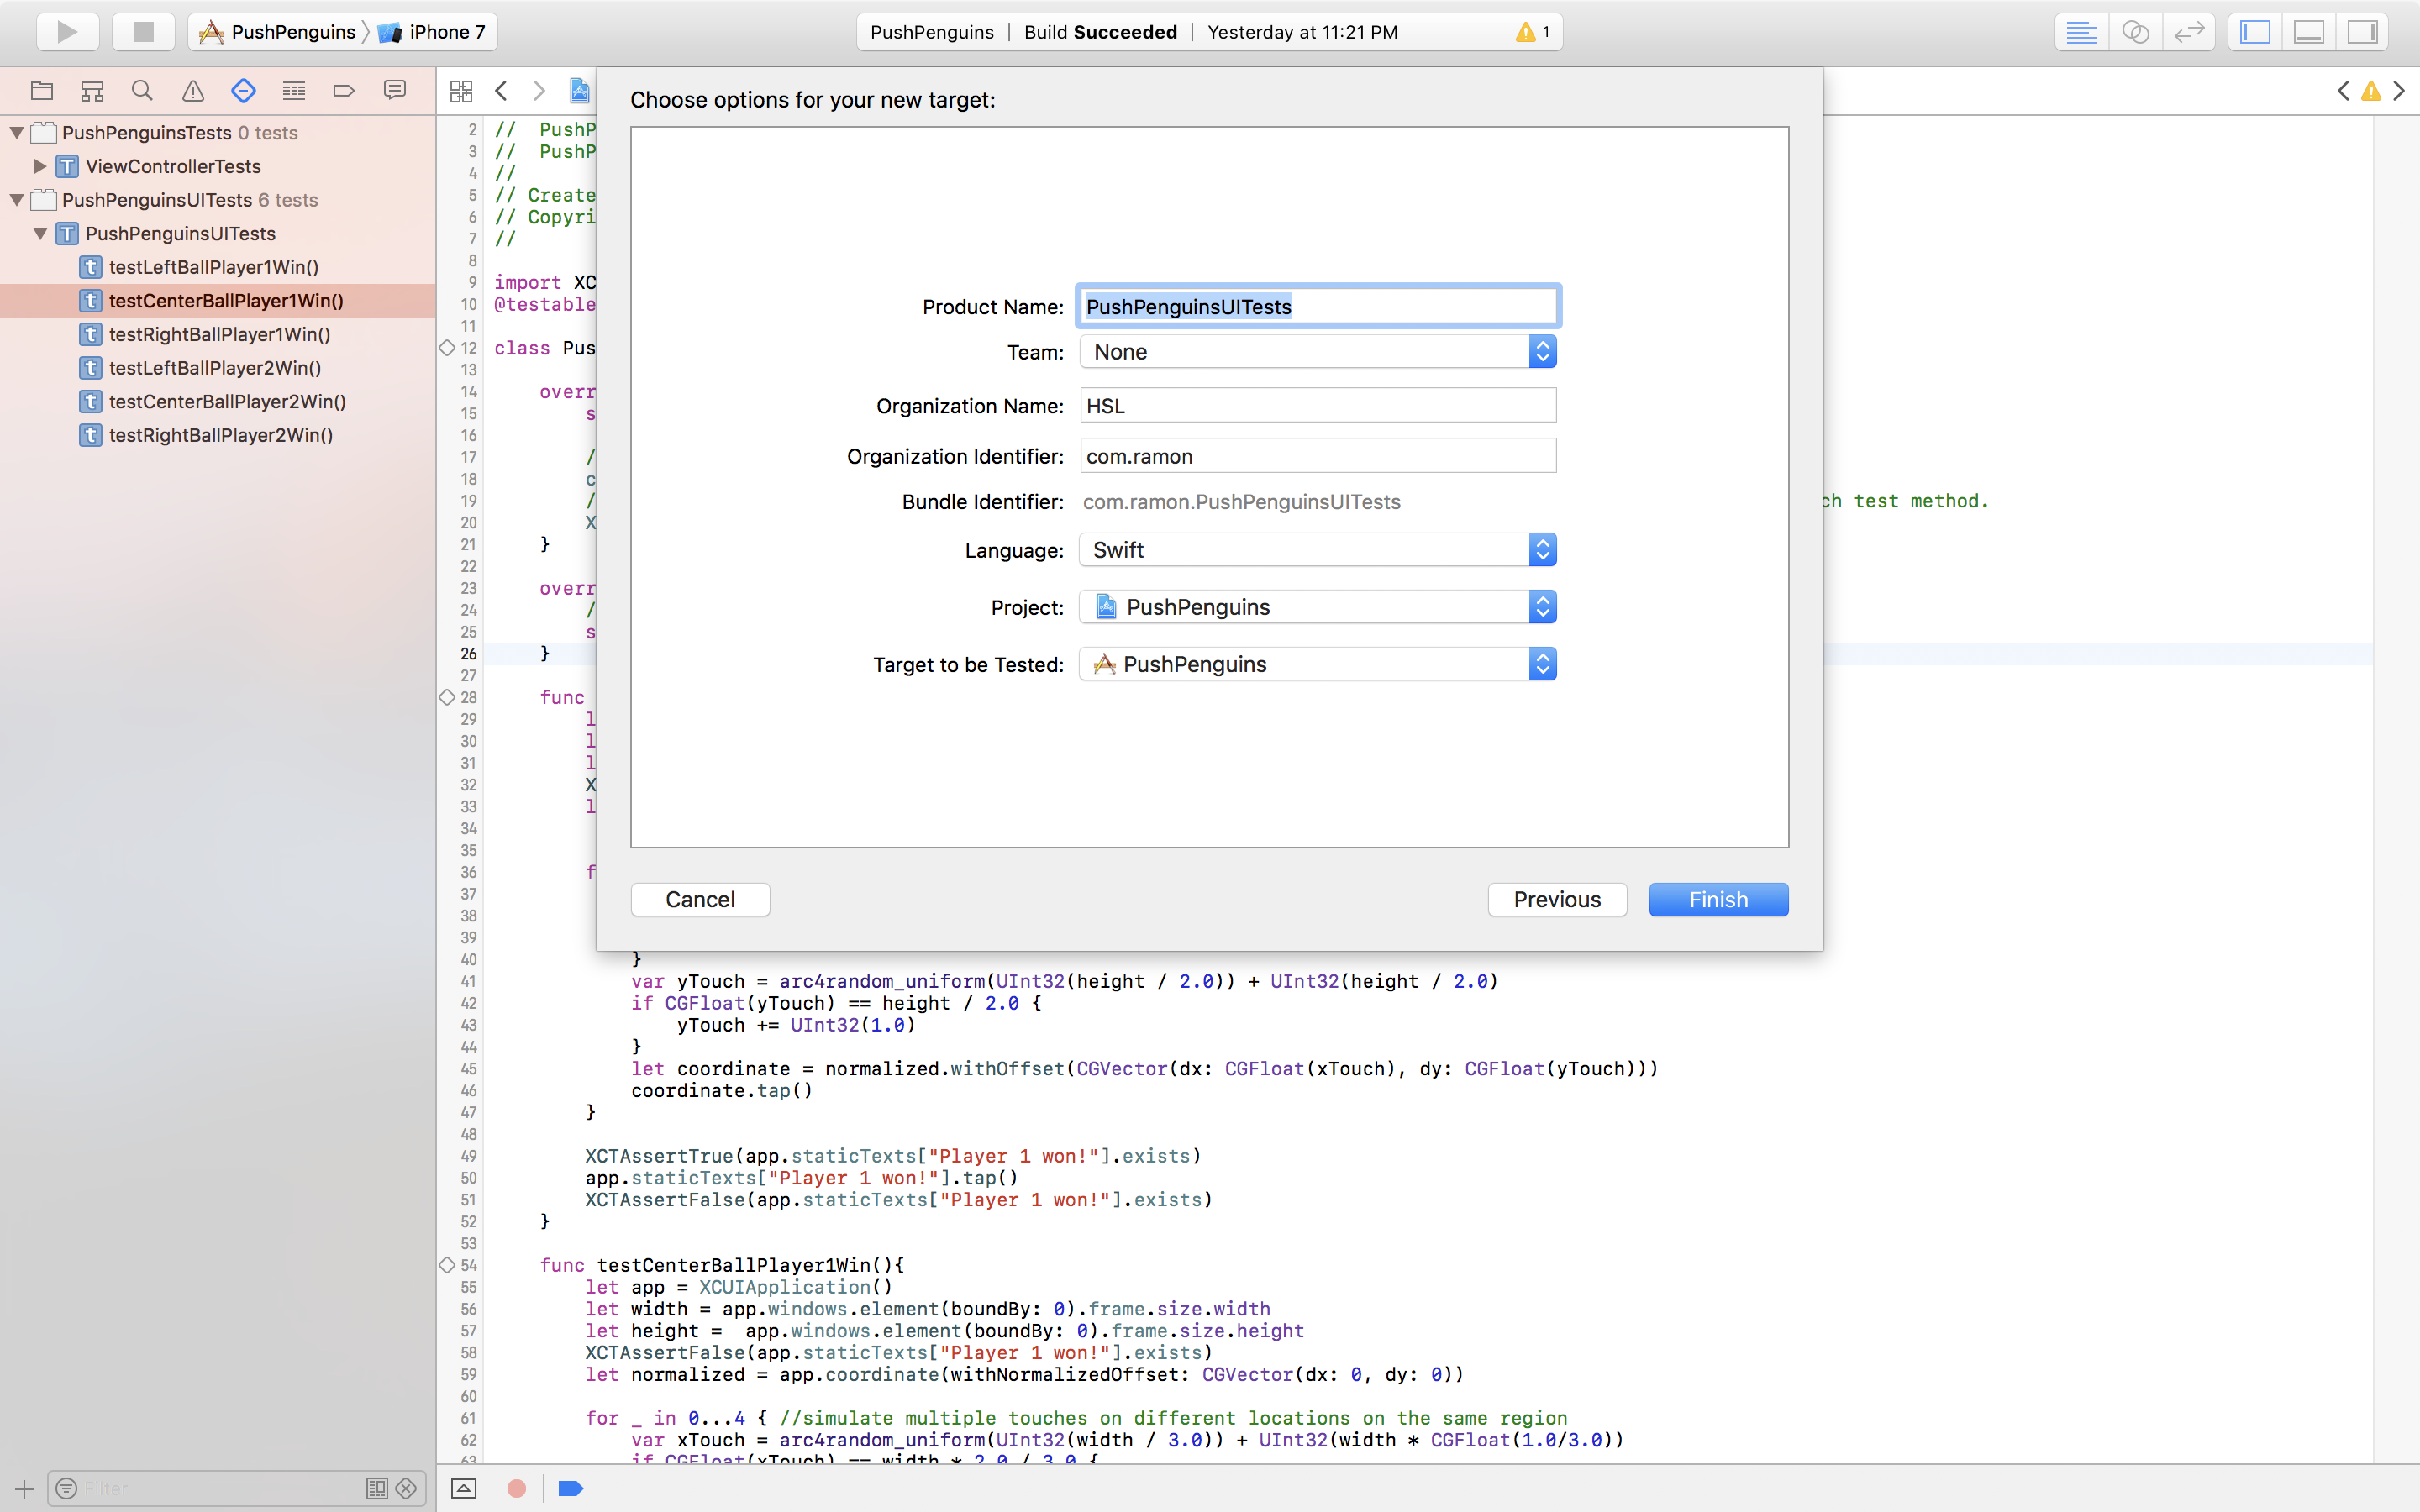 PushPenguins iPhone 7
PushPenguins | Build Succeeded | Yesterday at 11:21 PM 1
PushPenguinsTests 0 tests
ViewControllerTests
PushPenguinsUITests 6 tests
PushPenguinsUITests
testLeftBallPlayer1Win()
testCenterBallPlayer1Win()
testRightBallPlayer1Win()
testLeftBallPlayer2Win()
testCenterBallPlayer2Win()
testRightBallPlayer2Win()
Filter
Choose options for your new target:
Product Name: PushPenguinsUITests
Team: None
Organization Name: HSL
Organization Identifier: com.ramon
Bundle Identifier: com.ramon.PushPenguinsUITests
Language: Swift
Project: PushPenguins
Target to be Tested: PushPenguins
Cancel Previous Finish
2 // PushP
3 // PushP
4 //
5 // Create
6 // Copyri
7 //
8
9 import XC
10 @testable
11
12 class Pus
13
14 overr
15 s
16
17 /
18 c
19 / ch test method.
20 X
21 }
22
23 overr
24 /
25 s
26 }
27
28 func
29 l
30 l
31 l
32 X
33 l
34
35
36 f
37
38
39
40 }
41 var yTouch = arc4random_uniform(UInt32(height / 2.0)) + UInt32(height / 2.0)
42 if CGFloat(yTouch) == height / 2.0 {
43 yTouch += UInt32(1.0)
44 }
45 let coordinate = normalized.withOffset(CGVector(dx: CGFloat(xTouch), dy: CGFloat(yTouch)))
46 coordinate.tap()
47 }
48
49 XCTAssertTrue(app.staticTexts["Player 1 won!"].exists)
50 app.staticTexts["Player 1 won!"].tap()
51 XCTAssertFalse(app.staticTexts["Player 1 won!"].exists)
52 }
53
54 func testCenterBallPlayer1Win(){
55 let app = XCUIApplication()
56 let width = app.windows.element(boundBy: 0).frame.size.width
57 let height =  app.windows.element(boundBy: 0).frame.size.height
58 XCTAssertFalse(app.staticTexts["Player 1 won!"].exists)
59 let normalized = app.coordinate(withNormalizedOffset: CGVector(dx: 0, dy: 0))
60
61 for _ in 0...4 { //simulate multiple touches on different locations on the same region
62 var xTouch = arc4random_uniform(UInt32(width / 3.0)) + UInt32(width * CGFloat(1.0/3.0))
63 if CGFloat(xTouch) == width * 2.0 / 3.0 {